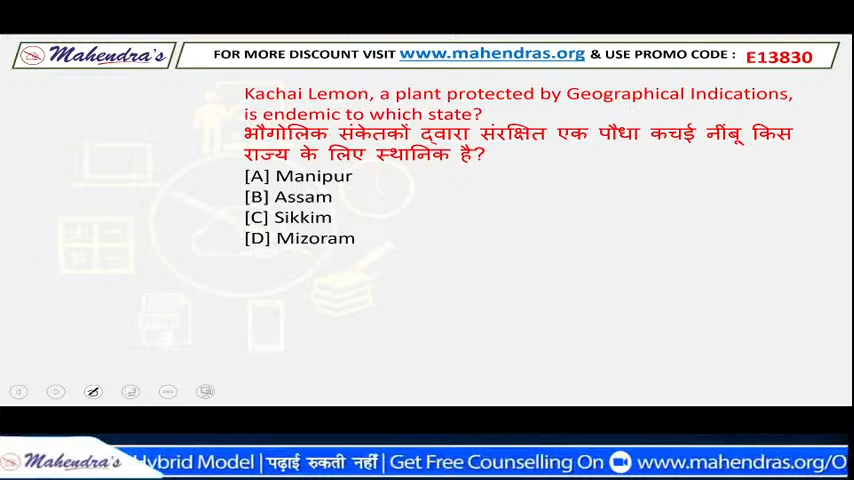 Mahendra's
FOR MORE DISCOUNT VISIT www.mahendras.org & USE PROMO CODE : E13830
Kachai Lemon, a plant protected by Geographical Indications,
is endemic to which state?
भौगोलिक संकेतकों द्वारा संरक्षित एक पौधा कचई नींबू किस
राज्य के लिए स्थानिक है?
[A] Manipur
[B] Assam
[C] Sikkim
[D] Mizoram
Mahendra's Hybrid Model | पढ़ाई रुकती नहीं | Get Free Counselling On www.mahendras.org/O